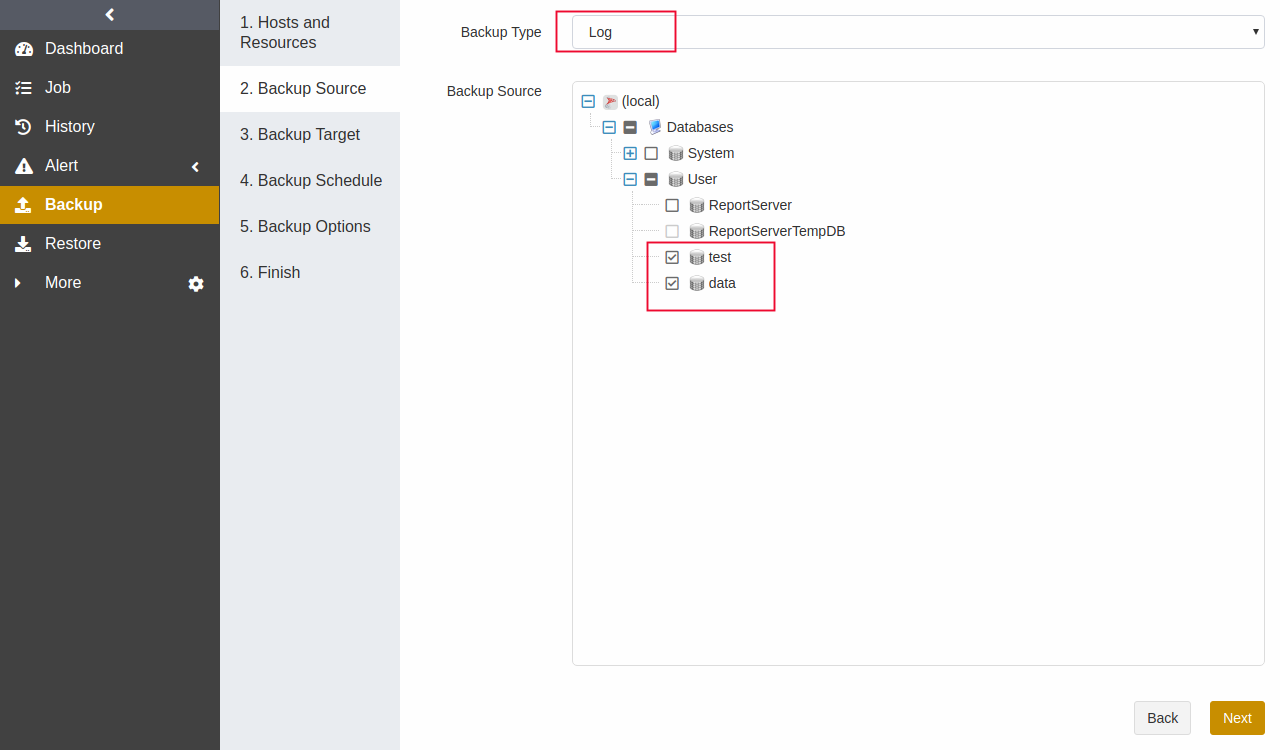 Dashboard
Job
History
Alert
Backup
Restore
More
1. Hosts and
Resources
2. Backup Source
3. Backup Target
4. Backup Schedule
5. Backup Options
6. Finish
Backup Type
Log
Backup Source
(local)
Databases
System
User
ReportServer
ReportServerTempDB
test
data
Back
Next